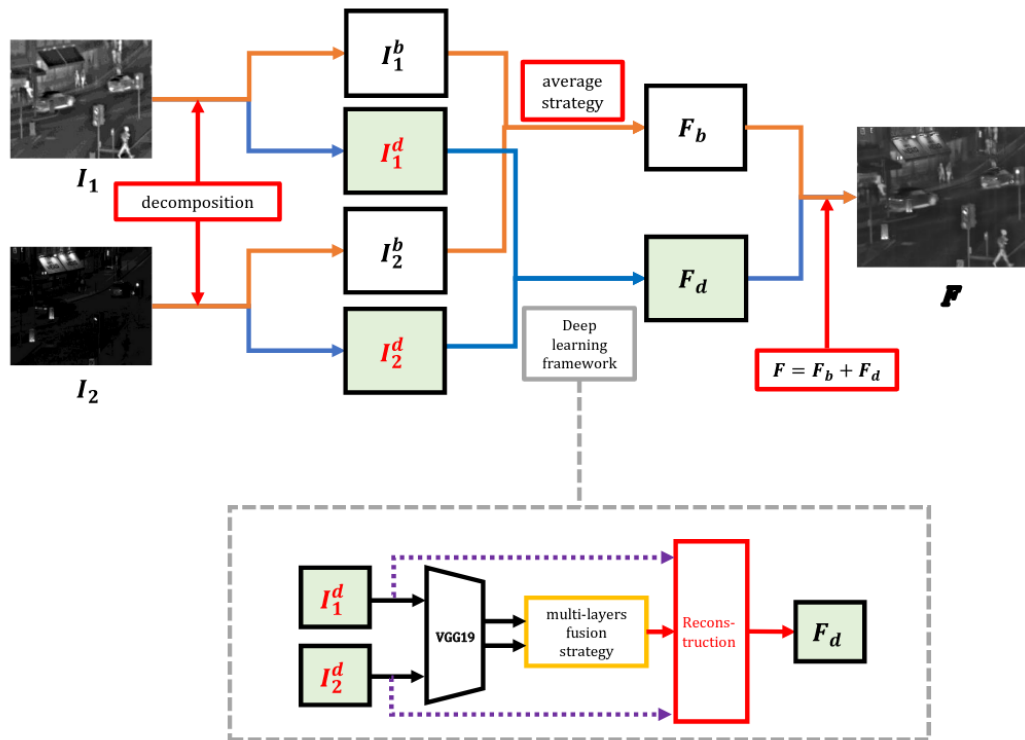 I_1
decomposition
I_2
I_1^b
I_1^d
I_2^b
I_2^d
average
strategy
F_b
F_d
Deep
learning
framework
F
F = F_b + F_d
I_1^d
I_2^d
VGG19
multi-layers
fusion
strategy
Recons-
truction
F_d